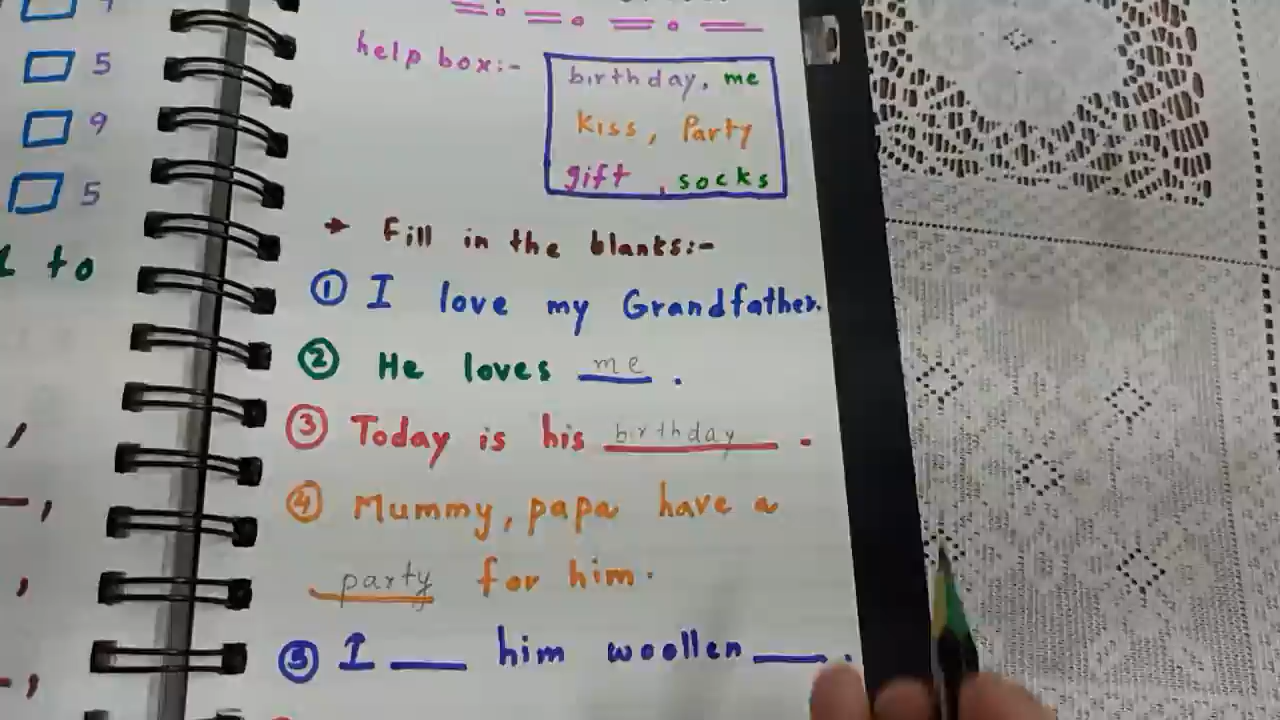 5
9
5
to
help box:-
birthday, me
Kiss, Party
gift, socks
→ Fill in the blanks:-
① I love my Grandfather.
② He loves me.
③ Today is his birthday.
④ Mummy, papa have a
party for him.
⑤ I ___ him woollen ___.